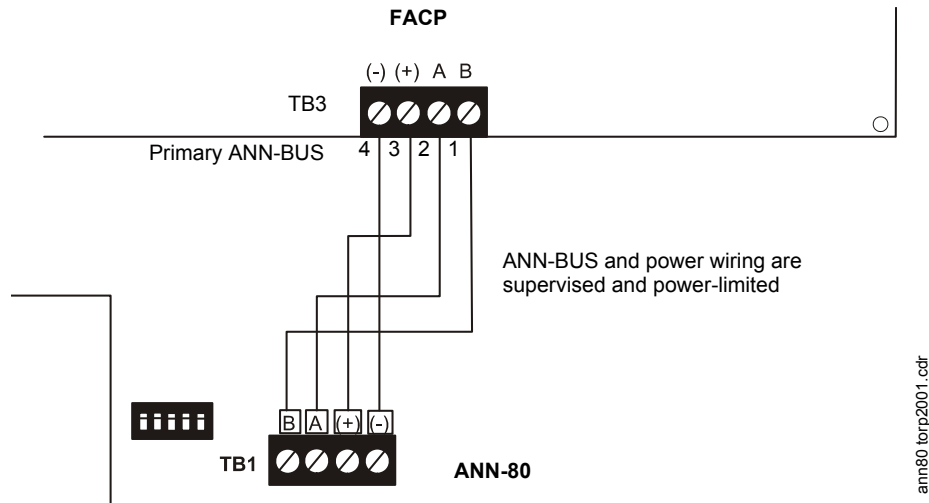 FACP
(-) (+) A B
TB3
Primary ANN-BUS
4 3 2 1
ANN-BUS and power wiring are
supervised and power-limited
B A (+) (-)
TB1
ANN-80
ann80 torp2001.cdr